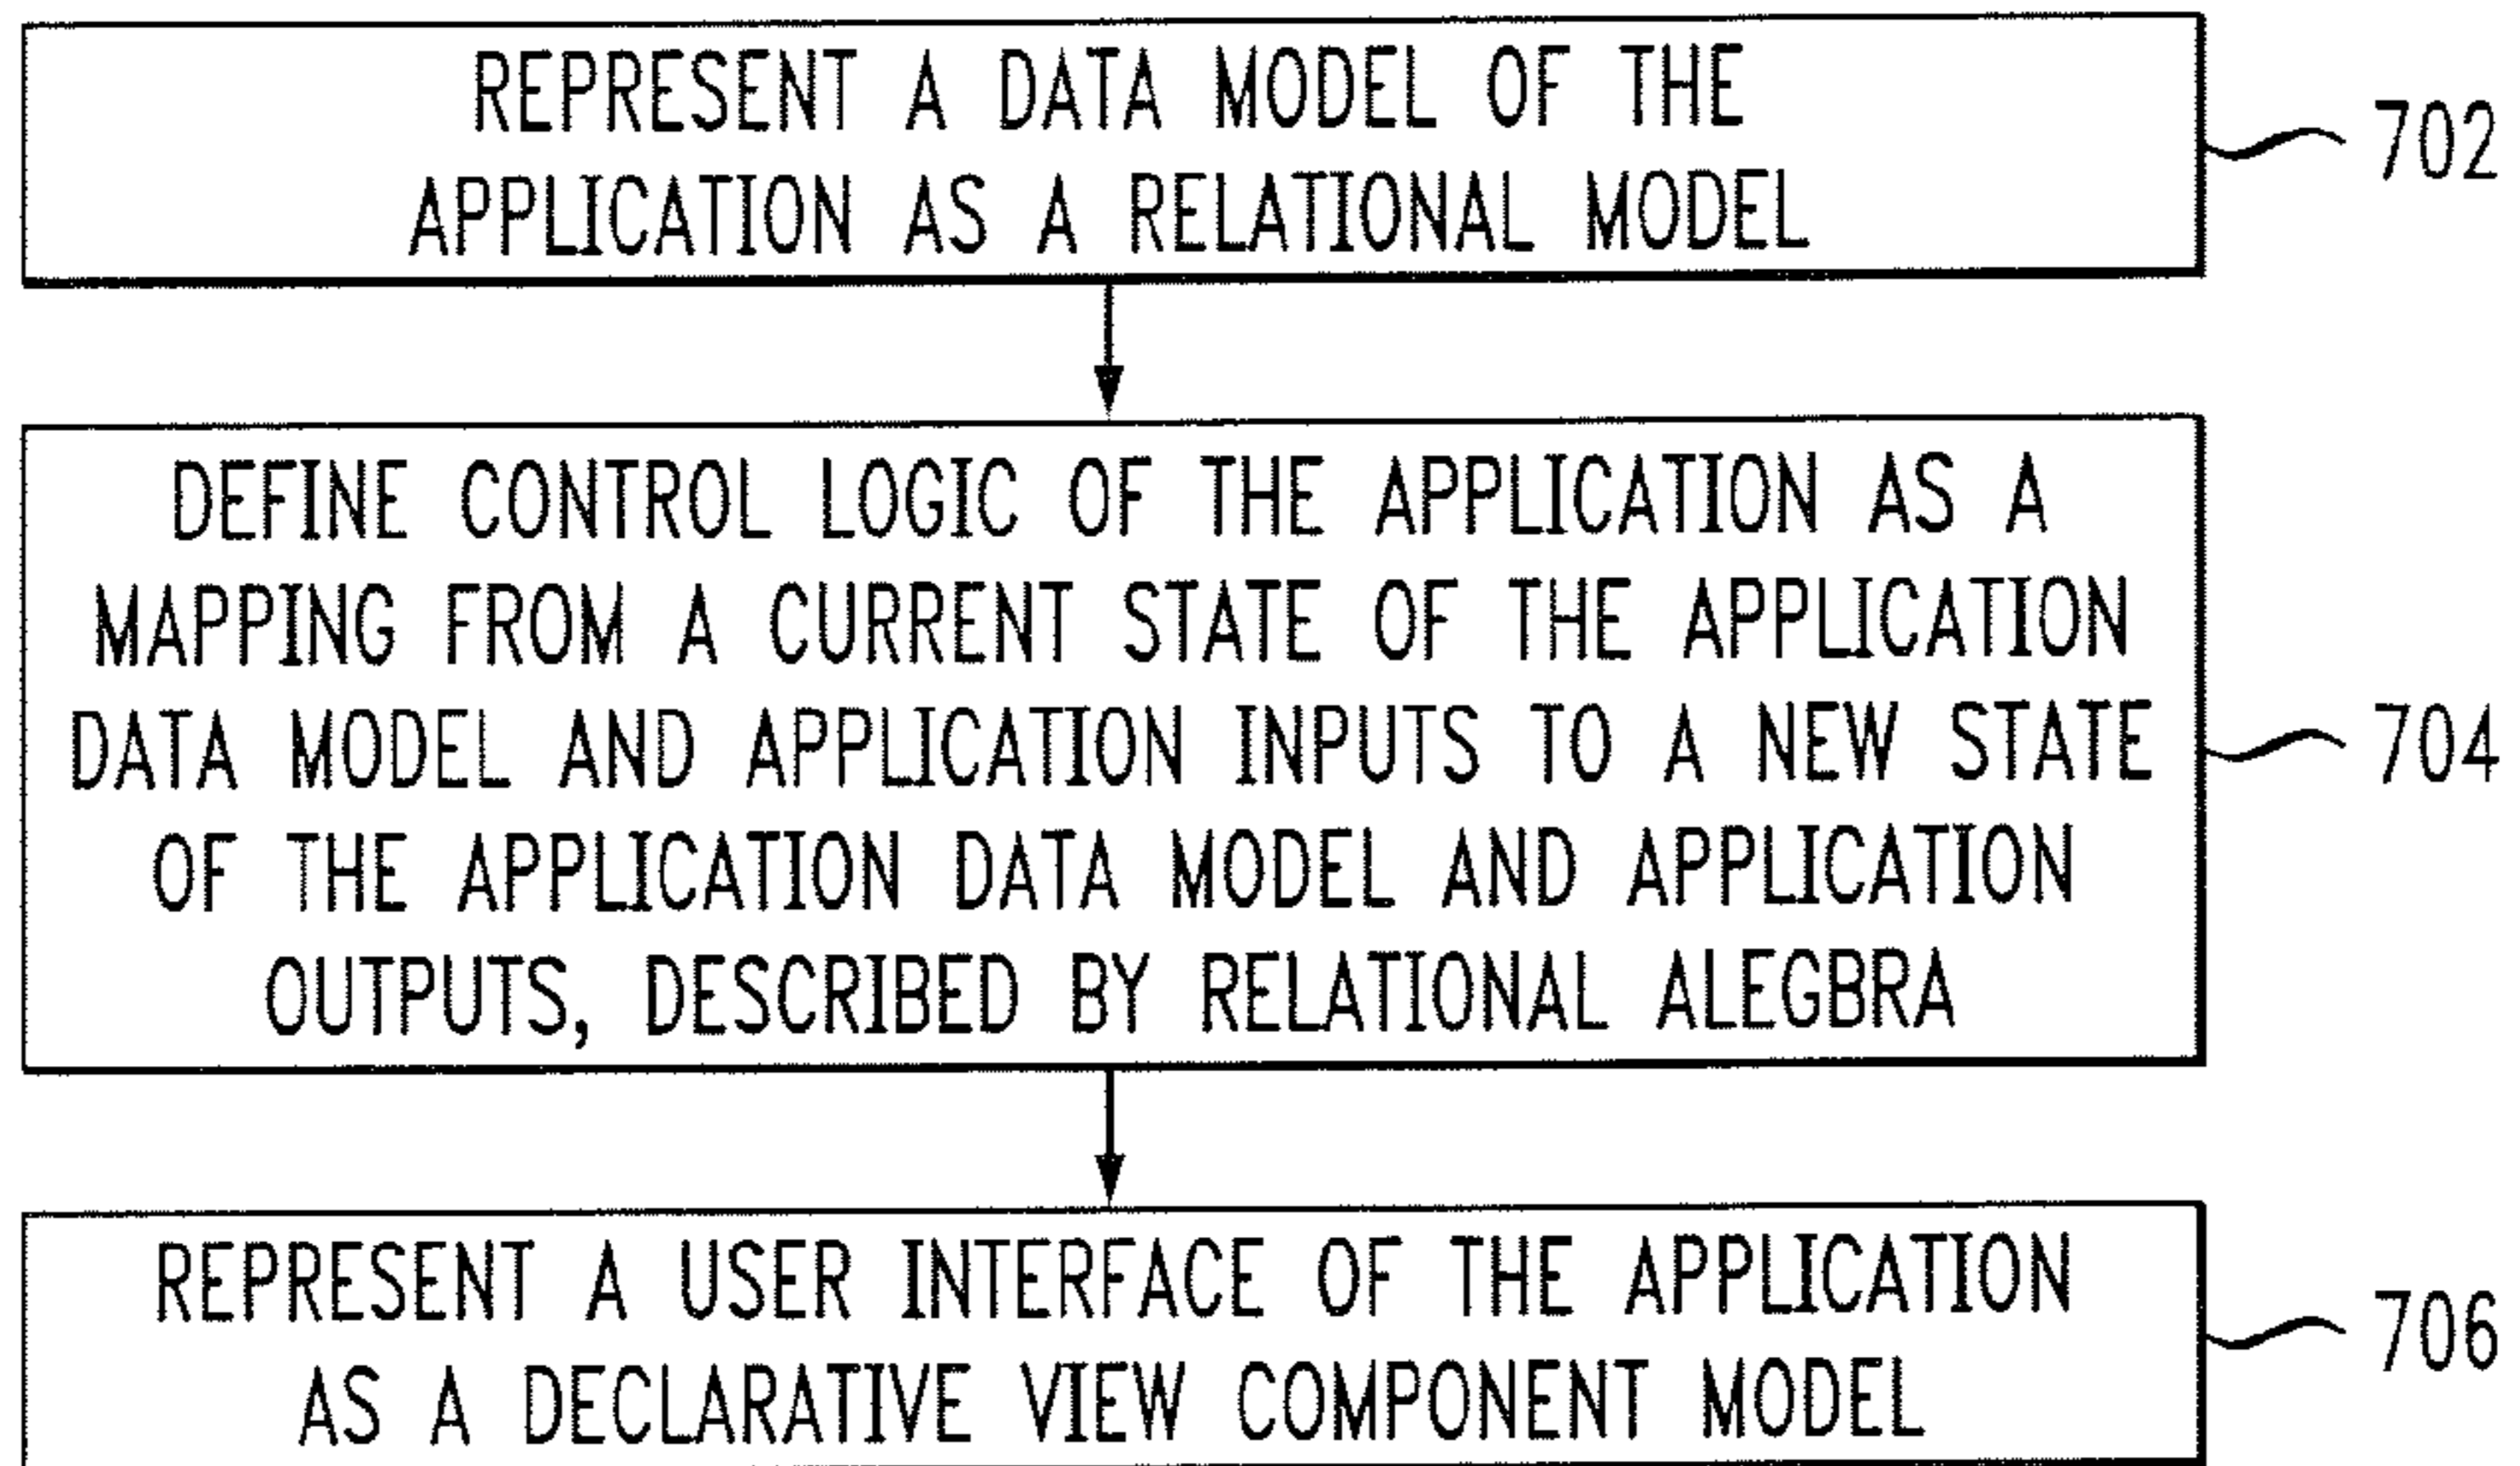 REPRESENT A DATA MODEL OF THE
APPLICATION AS A RELATIONAL MODEL
702
DEFINE CONTROL LOGIC OF THE APPLICATION AS A
MAPPING FROM A CURRENT STATE OF THE APPLICATION
DATA MODEL AND APPLICATION INPUTS TO A NEW STATE
OF THE APPLICATION DATA MODEL AND APPLICATION
OUTPUTS, DESCRIBED BY RELATIONAL ALEGBRA
704
REPRESENT A USER INTERFACE OF THE APPLICATION
AS A DECLARATIVE VIEW COMPONENT MODEL
706